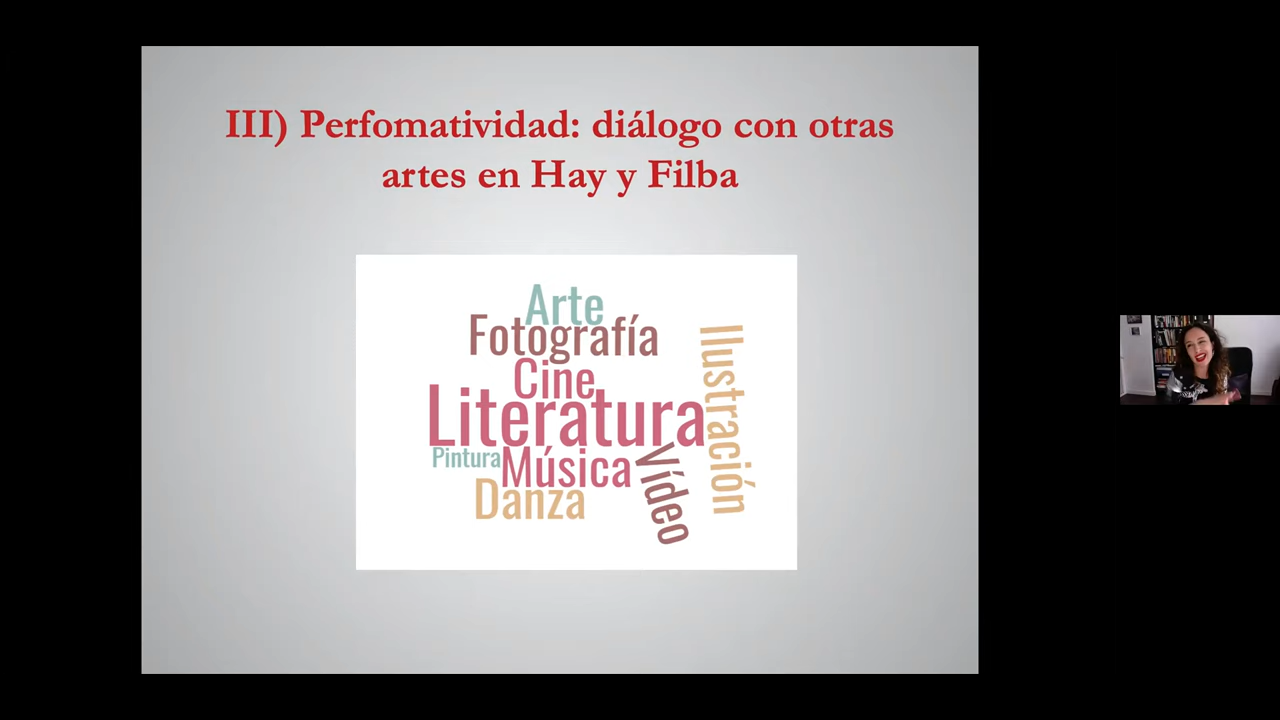 III) Perfomatividad: diálogo con otras
artes en Hay y Filba
Arte
Fotografía
Cine
Literatura
Pintura
Música
Danza
Vídeo
Ilustración